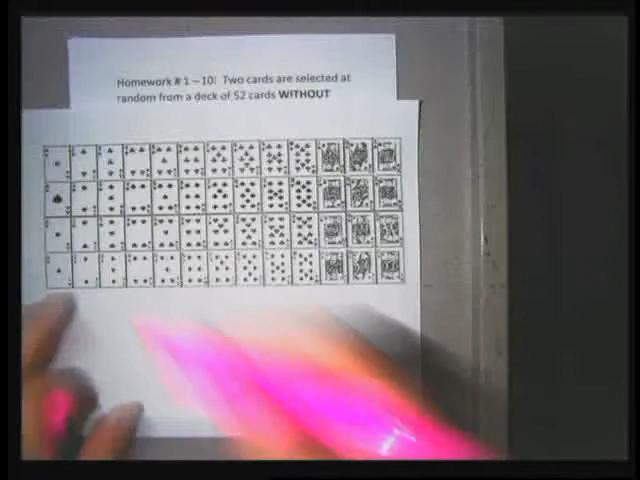 Homework # 1 – 10: Two cards are selected at
random from a deck of 52 cards WITHOUT